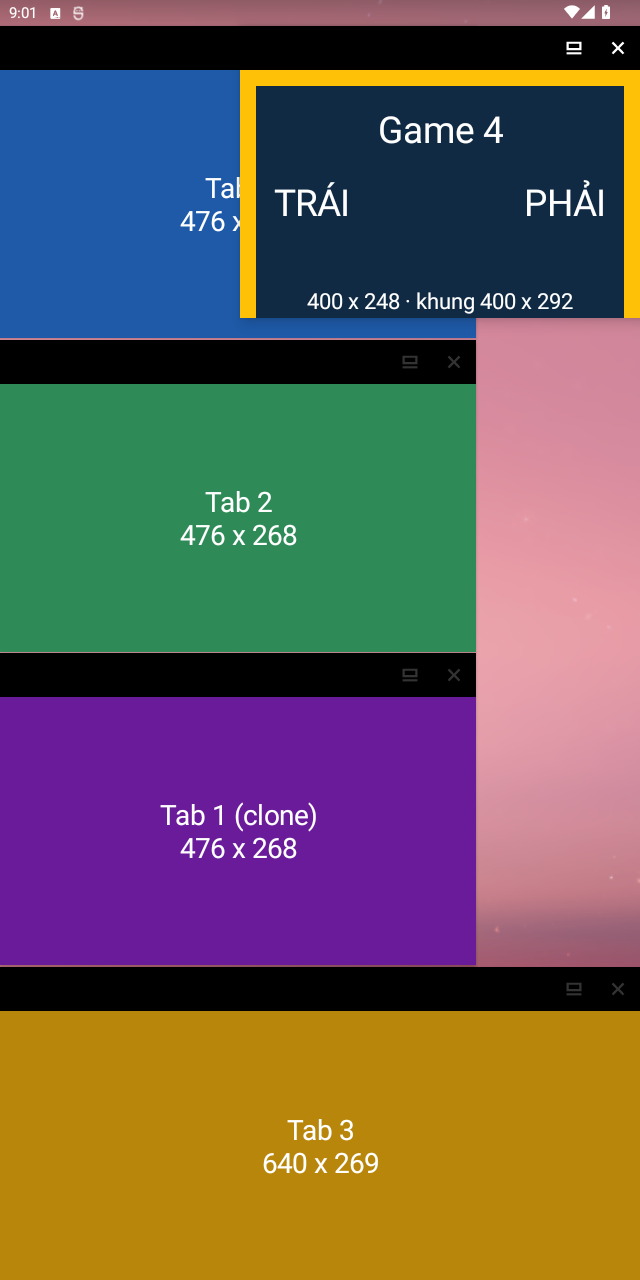 9:01
Game 4
TRÁI
PHẢI
400 x 248 · khung 400 x 292
Tab
476 x
Tab 2
476 x 268
Tab 1 (clone)
476 x 268
Tab 3
640 x 269